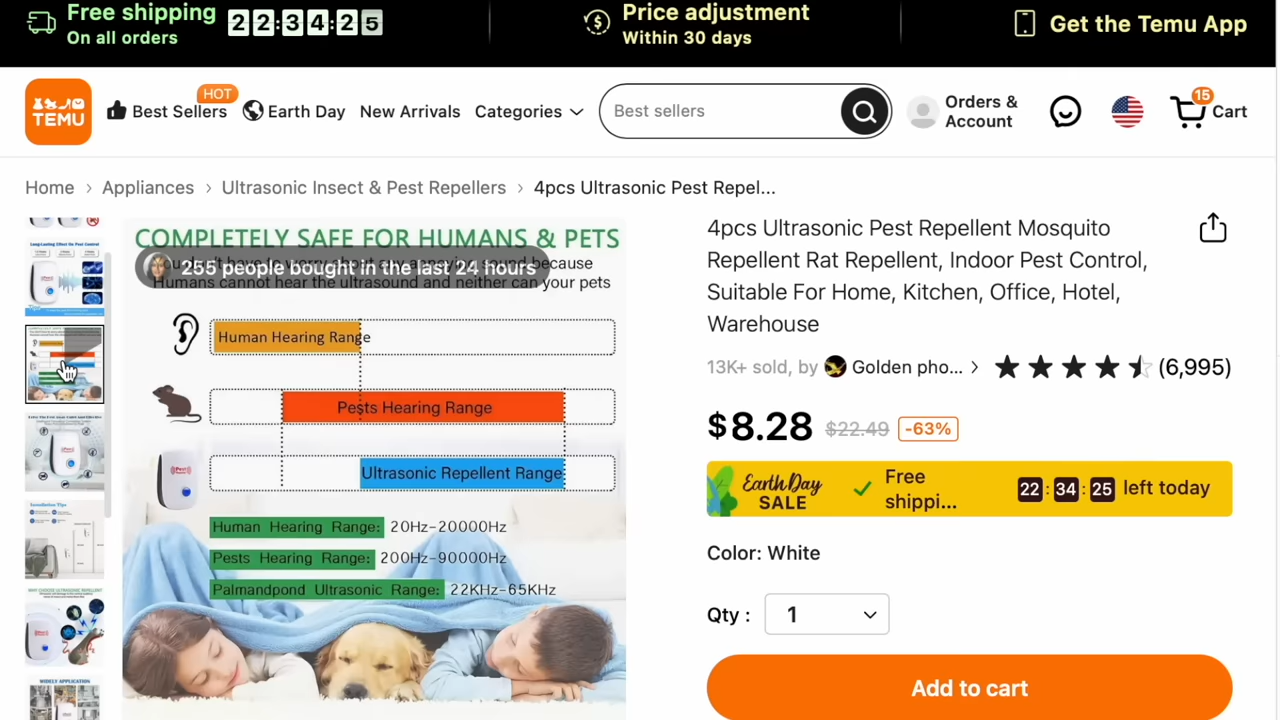 Free shipping
On all orders
22:34:25
Price adjustment
Within 30 days
Get the Temu App
TEMU
Best Sellers
HOT
Earth Day
New Arrivals
Categories
Best sellers
Orders &
Account
15
Cart
Home > Appliances > Ultrasonic Insect & Pest Repellers > 4pcs Ultrasonic Pest Repel...
COMPLETELY SAFE FOR HUMANS & PETS
because
255 people bought in the last 24 hours
Humans cannot hear the ultrasound and neither can your pets
Human Hearing Range
Pests Hearing Range
Ultrasonic Repellent Range
Human Hearing Range: 20Hz-20000Hz
Pests Hearing Range: 200Hz-90000Hz
Palmandpond Ultrasonic Range: 22KHz-65KHz
4pcs Ultrasonic Pest Repellent Mosquito
Repellent Rat Repellent, Indoor Pest Control,
Suitable For Home, Kitchen, Office, Hotel,
Warehouse
13K+ sold, by Golden pho... > (6,995)
$8.28 $22.49 -63%
Earth Day
SALE
Free
shippi...
22:34:25 left today
Color: White
Qty : 1
Add to cart